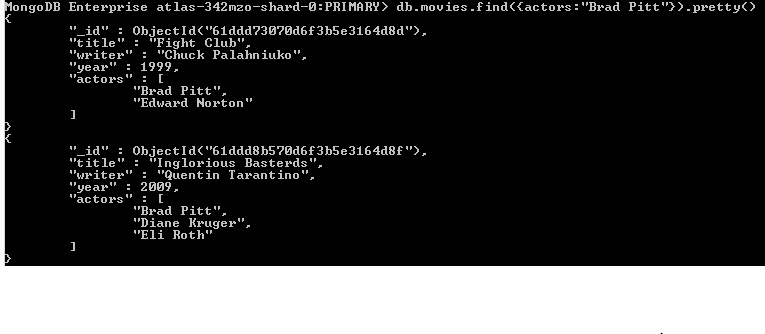 MongoDB Enterprise atlas-342mzo-shard-0:PRIMARY> db.movies.find({actors:"Brad Pitt"}).pretty()
{
        "_id" : ObjectId("61ddd73070d6f3b5e3164d8d"),
        "title" : "Fight Club",
        "writer" : "Chuck Palahniuko",
        "year" : 1999,
        "actors" : [
                "Brad Pitt",
                "Edward Norton"
        ]
}
{
        "_id" : ObjectId("61ddd8b570d6f3b5e3164d8f"),
        "title" : "Inglorious Basterds",
        "writer" : "Quentin Tarantino",
        "year" : 2009,
        "actors" : [
                "Brad Pitt",
                "Diane Kruger",
                "Eli Roth"
        ]
}